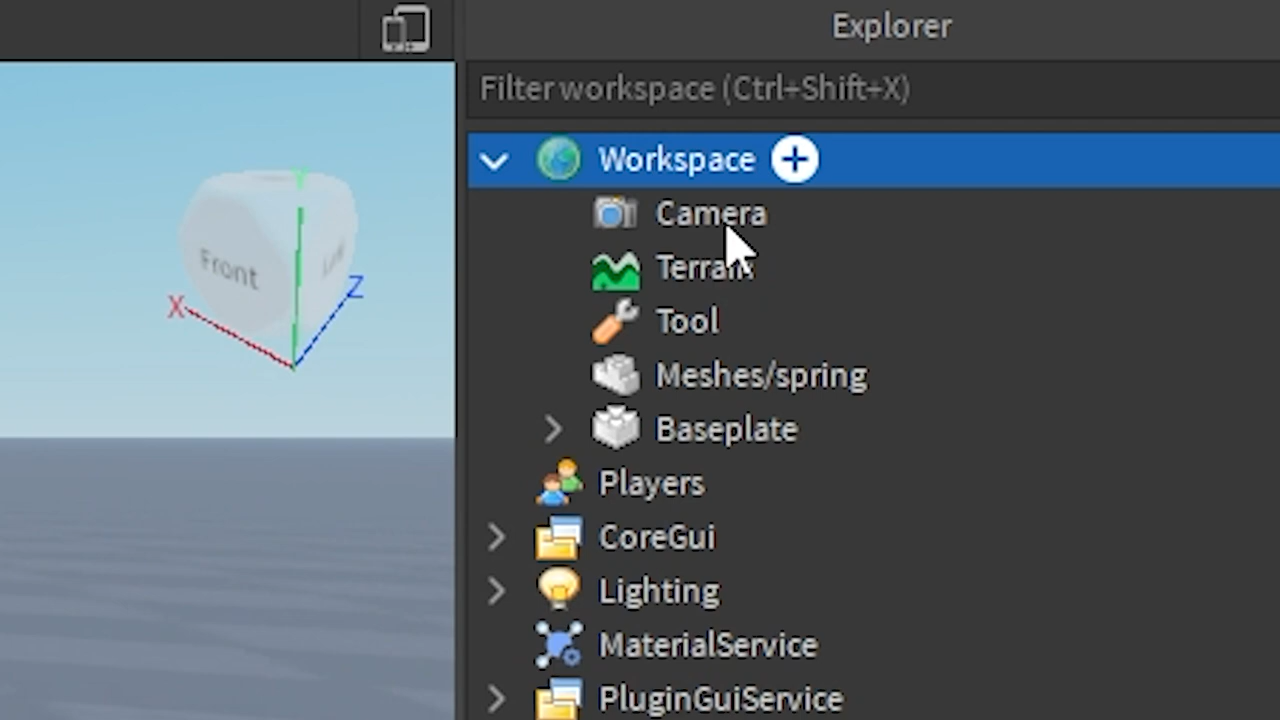 Explorer
Filter workspace (Ctrl+Shift+X)
Workspace
Camera
Terrain
Tool
Meshes/spring
Baseplate
Players
CoreGui
Lighting
MaterialService
PluginGuiService
Front
X
Z
Y